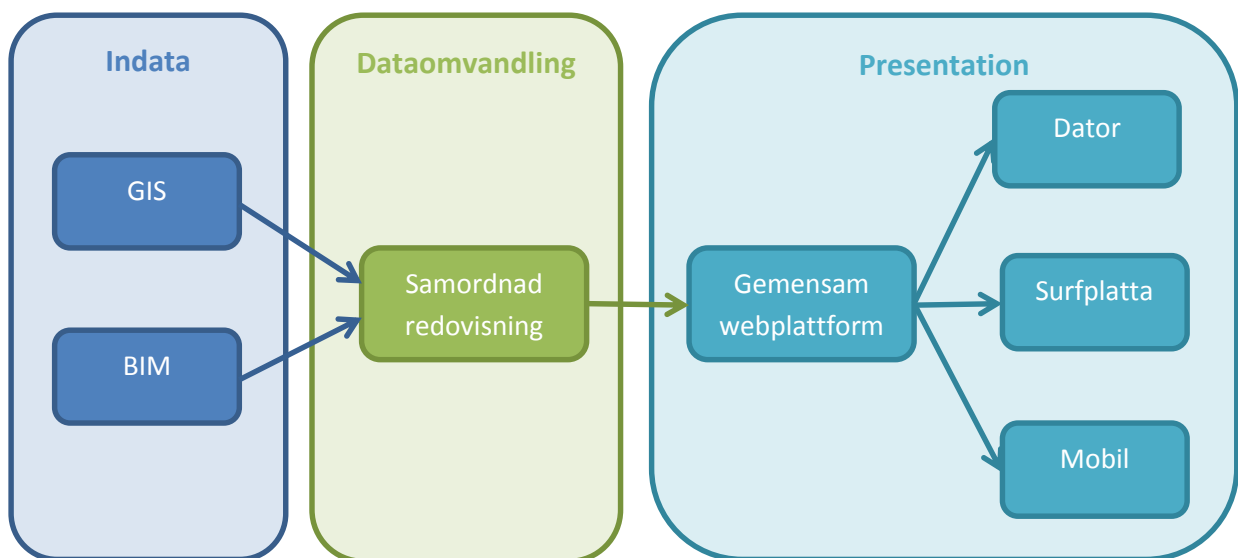 Indata
GIS
BIM
Dataomvandling
Samordnad
redovisning
Presentation
Gemensam
webplattform
Dator
Surfplatta
Mobil